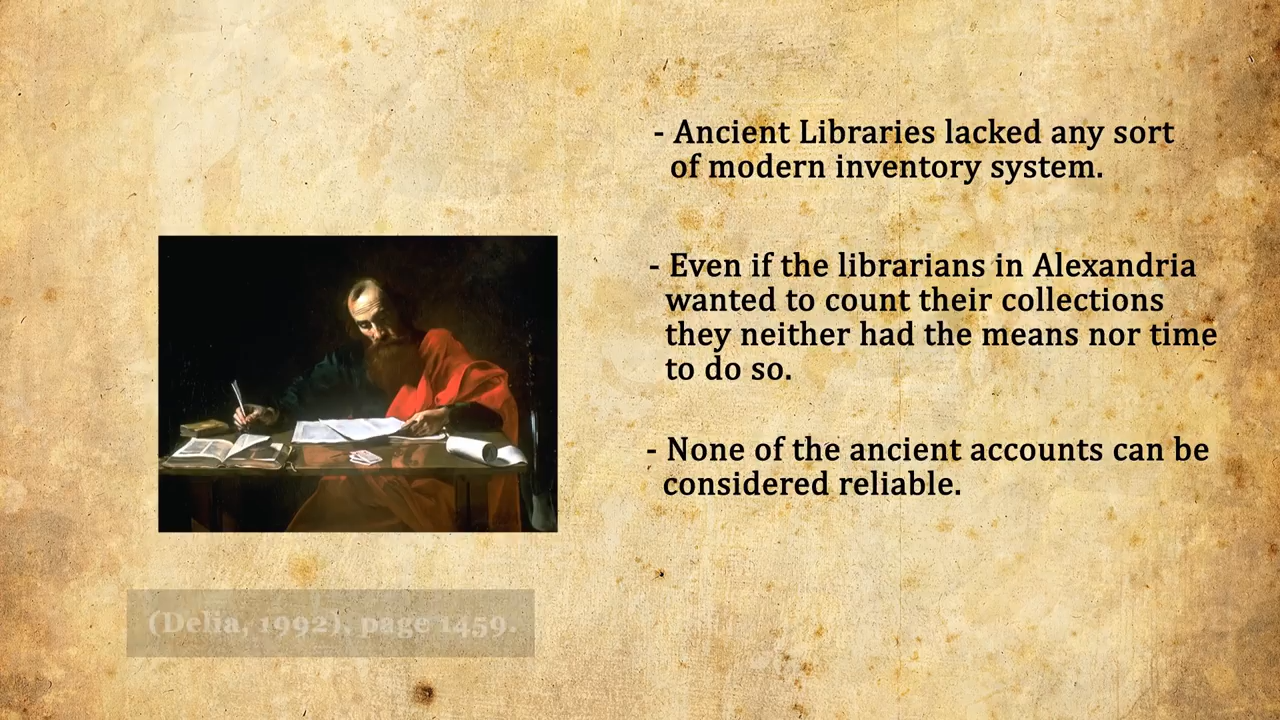 - Ancient Libraries lacked any sort
of modern inventory system.
- Even if the librarians in Alexandria
wanted to count their collections
they neither had the means nor time
to do so.
- None of the ancient accounts can be
considered reliable.
(Delia, 1992), page 1459.